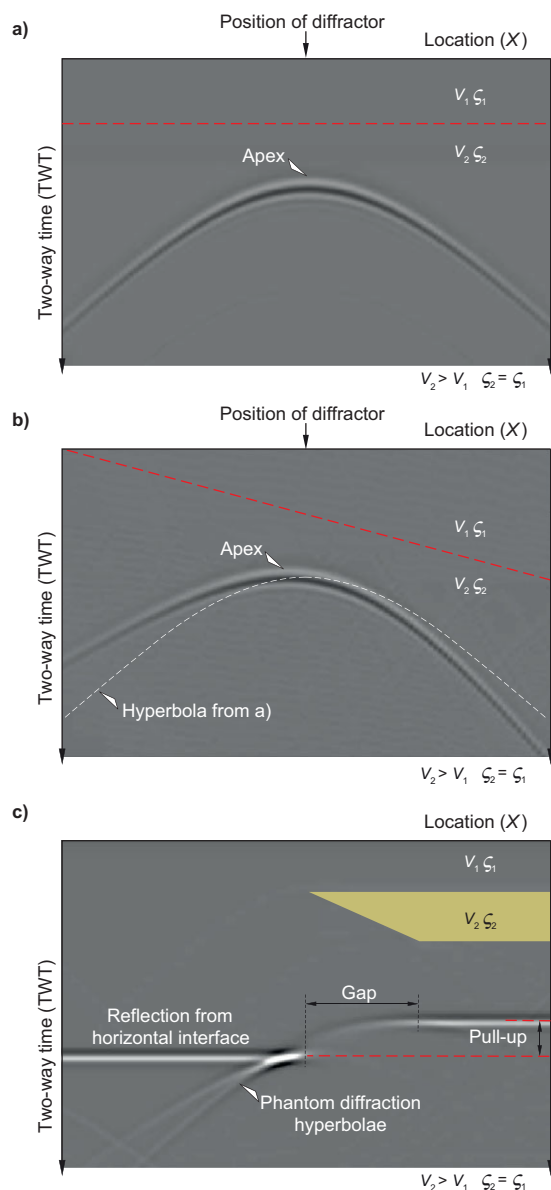 a)
Position of diffractor
Location (X)
V₁ ς₁
V₂ ς₂
Apex
Two-way time (TWT)
V₂ > V₁ ς₂ = ς₁
b)
Position of diffractor
Location (X)
V₁ ς₁
Apex
V₂ ς₂
Two-way time (TWT)
Hyperbola from a)
V₂ > V₁ ς₂ = ς₁
c)
Location (X)
V₁ ς₁
V₂ ς₂
Gap
Reflection from
horizontal interface
Pull-up
Two-way time (TWT)
Phantom diffraction
hyperbolae
V₂ > V₁ ς₂ = ς₁